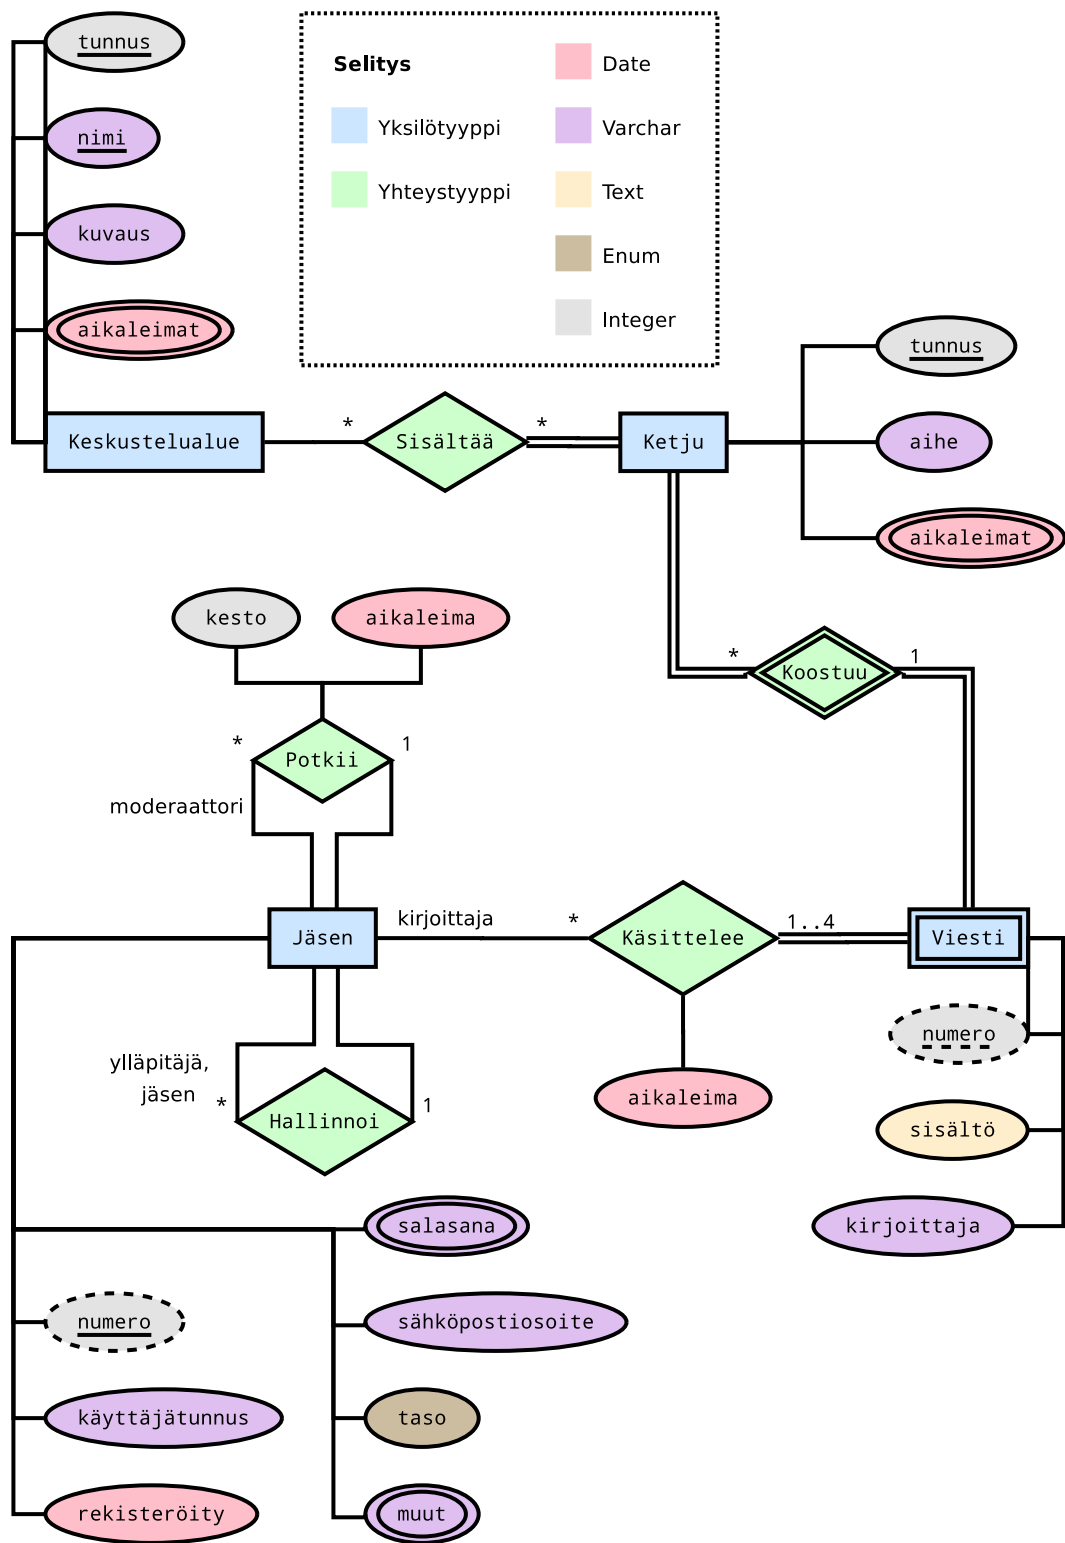 tunnus
nimi
kuvaus
aikaleimat
Selitys
Yksilötyyppi
Yhteystyyppi
Date
Varchar
Text
Enum
Integer
Keskustelualue
*
Sisältää
*
Ketju
tunnus
aihe
aikaleimat
kesto
aikaleima
*
Potkii
1
moderaattori
*
Koostuu
1
Jäsen
kirjoittaja
*
Käsittelee
1..4
Viesti
aikaleima
numero
sisältö
kirjoittaja
ylläpitäjä,
jäsen
*
Hallinnoi
1
salasana
sähköpostiosoite
taso
muut
numero
käyttäjätunnus
rekisteröity